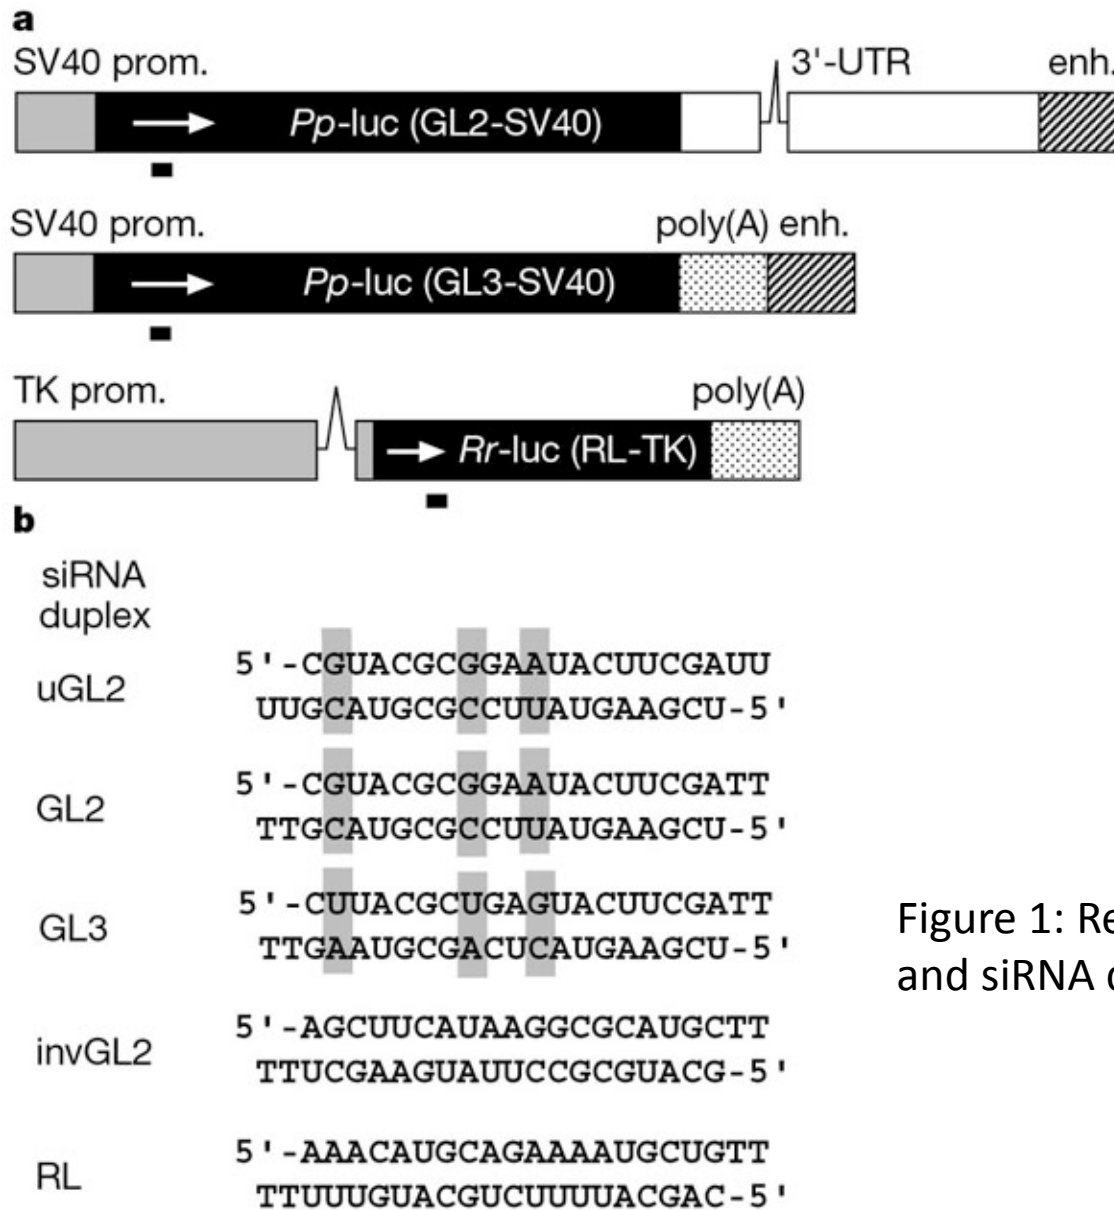 a
SV40 prom.
3'-UTR
enh.
Pp-luc (GL2-SV40)
SV40 prom.
poly(A) enh.
Pp-luc (GL3-SV40)
TK prom.
poly(A)
Rr-luc (RL-TK)
b
siRNA
duplex
uGL2
5'-CGUACGCGGAAUACUUCGAUU
UUGCAUGCGCCUUAUGAAGCU-5'
GL2
5'-CGUACGCGGAAUACUUCGATT
TTGCAUGCGCCUUAUGAAGCU-5'
GL3
5'-CUUACGCUGAGUACUUCGATT
TTGAAUGCGACUCAUGAAGCU-5'
invGL2
5'-AGCUUCAUAAGGCGCAUGCTT
TTUCGAAGUAUUCCGCGUACG-5'
RL
5'-AAACAUGCAGAAAAUGCUGTT
TTUUUGUACGUCUUUUACGAC-5'
Figure 1:
and siRNA